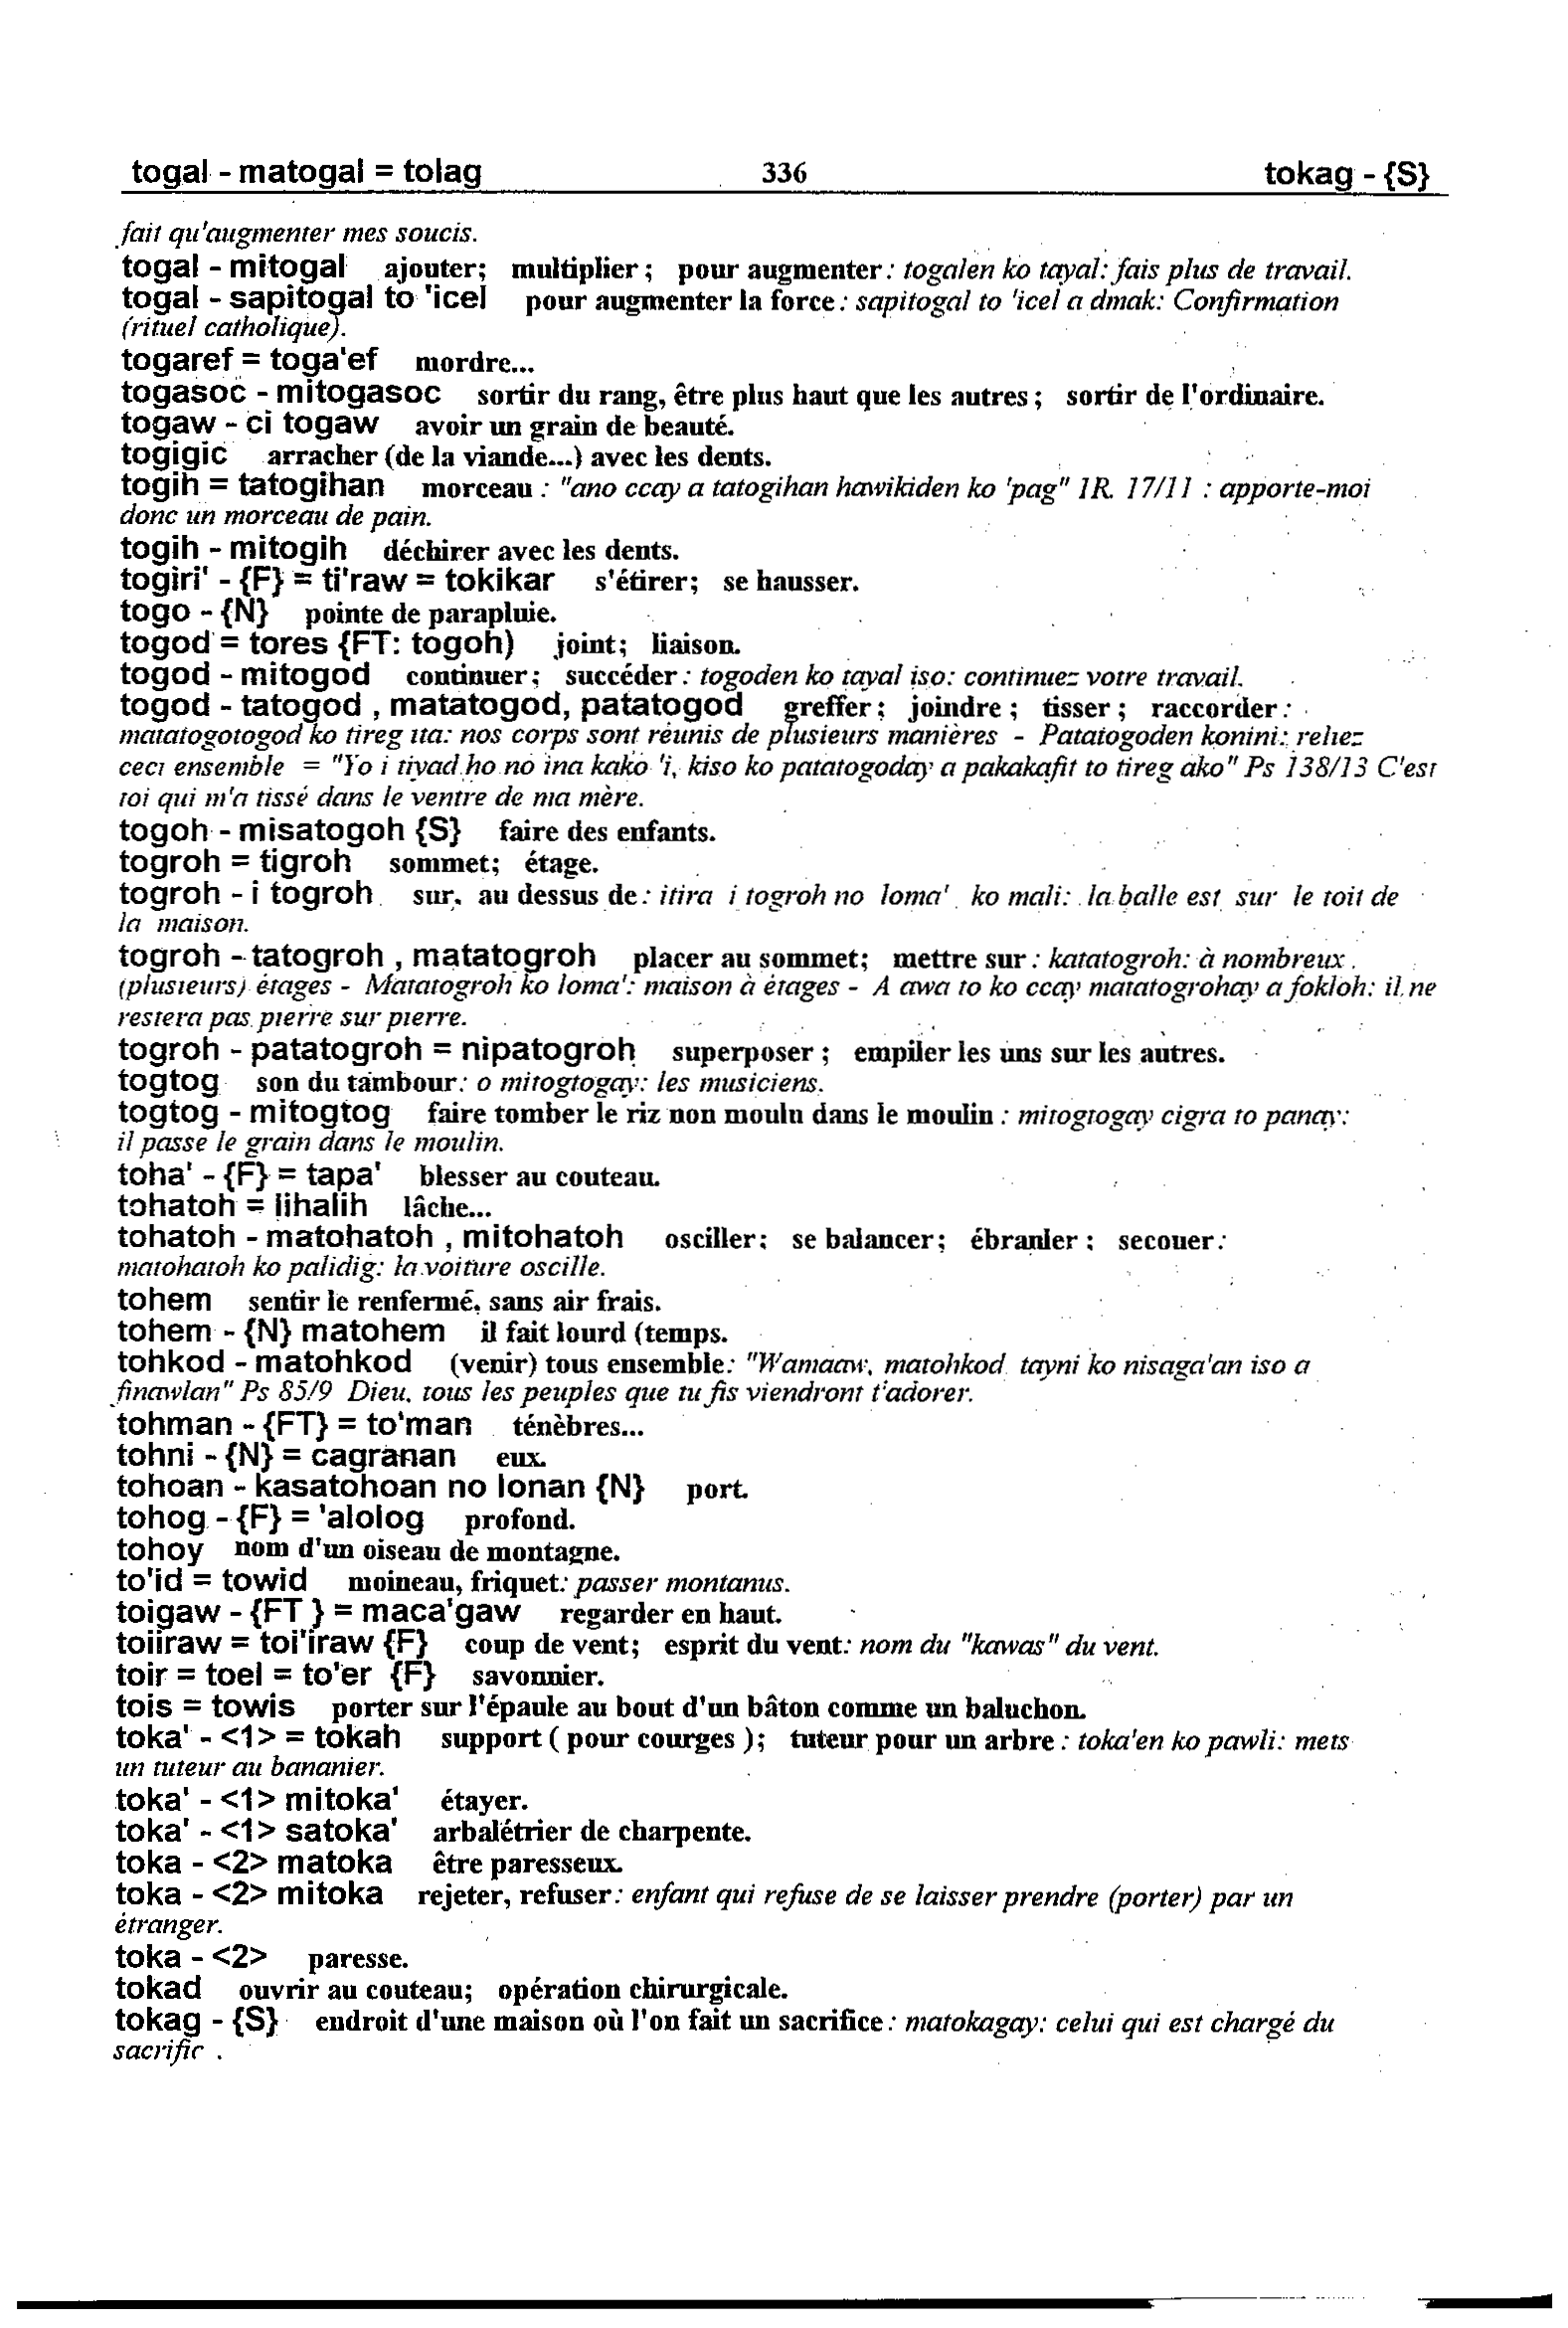 togal - matogal = tolag 336 tokag - {S}
fait qu'augmenter mes soucis.
togal - mitogal ajouter; multiplier ; pour augmenter : togalen ko tayal: fais plus de travail.
togal - sapitogal to 'icel pour augmenter la force : sapitogal to 'icel a dmak: Confirmation
(rituel catholique).
togaref = toga'ef mordre...
togasoc - mitogasoc sortir du rang, être plus haut que les autres ; sortir de l'ordinaire.
togaw - ci togaw avoir un grain de beauté.
togigic arracher (de la viande...) avec les dents.
togih = tatogihan morceau : "ano ccay a tatogihan hawikiden ko 'pag" 1R. 17/11 : apporte-moi
donc un morceau de pain.
togih - mitogih déchirer avec les dents.
togiri' - {F} = ti'raw = tokikar s'étirer; se hausser.
togo - {N} pointe de parapluie.
togod = tores {FT: togoh) joint; liaison.
togod - mitogod continuer ; succéder : togoden ko tayal iso: continuez votre travail.
togod - tatogod , matatogod, patatogod greffer ; joindre ; tisser ; raccorder :
matatogotogod ko tireg ita: nos corps sont réunis de plusieurs manières - Patatogoden konini: reliez
ceci ensemble = "Yo i tiyad ho no ina kako 'i, kiso ko patatogoday a pakakafit to tireg ako" Ps 138/13 C'est
toi qui m'a tissé dans le ventre de ma mère.
togoh - misatogoh {S} faire des enfants.
togroh = tigroh sommet; étage.
togroh - i togroh sur, au dessus de : itira i togroh no loma' ko mali: la balle est sur le toit de
la maison.
togroh - tatogroh , matatogroh placer au sommet; mettre sur : katatogroh: à nombreux
(plusieurs) étages - Matatogroh ko loma': maison à étages - A awa to ko ccay matatogrohay a fokloh: il ne
restera pas pierre sur pierre.
togroh - patatogroh = nipatogroh superposer ; empiler les uns sur les autres.
togtog son du tambour: o mitogtogay: les musiciens.
togtog - mitogtog faire tomber le riz non moulu dans le moulin : mitogtogay cigra to panay:
il passe le grain dans le moulin.
toha' - {F} = tapa' blesser au couteau.
tohatoh = lihalih lâche...
tohatoh - matohatoh , mitohatoh osciller; se balancer; ébranler ; secouer:
matohatoh ko palidig: la voiture oscille.
tohem sentir le renfermé, sans air frais.
tohem - {N} matohem il fait lourd (temps.
tohkod - matohkod (venir) tous ensemble: "Wamaaw, matohkod tayni ko nisaga'an iso a
finawlan" Ps 85/9 Dieu, tous les peuples que tu fis viendront t'adorer.
tohman - {FT} = to'man ténèbres...
tohni - {N} = cagranan eux.
tohoan - kasatohoan no lonan {N} port.
tohog - {F} = 'alolog profond.
tohoy nom d'un oiseau de montagne.
to'id = towid moineau, friquet: passer montanus.
toigaw - {FT } = maca'gaw regarder en haut.
toiiraw = toi'iraw {F} coup de vent; esprit du vent: nom du "kawas" du vent.
toir = toel = to'er {F} savonnier.
tois = towis porter sur l'épaule au bout d'un bâton comme un baluchon.
toka' - <1> = tokah support ( pour courges ); tuteur pour un arbre : toka'en ko pawli: mets
un tuteur au bananier.
toka' - <1> mitoka' étayer.
toka' - <1> satoka' arbalétrier de charpente.
toka - <2> matoka être paresseux.
toka - <2> mitoka rejeter, refuser: enfant qui refuse de se laisser prendre (porter) par un
étranger.
toka - <2> paresse.
tokad ouvrir au couteau; opération chirurgicale.
tokag - {S} endroit d'une maison où l'on fait un sacrifice : matokagay: celui qui est chargé du
sacrific .